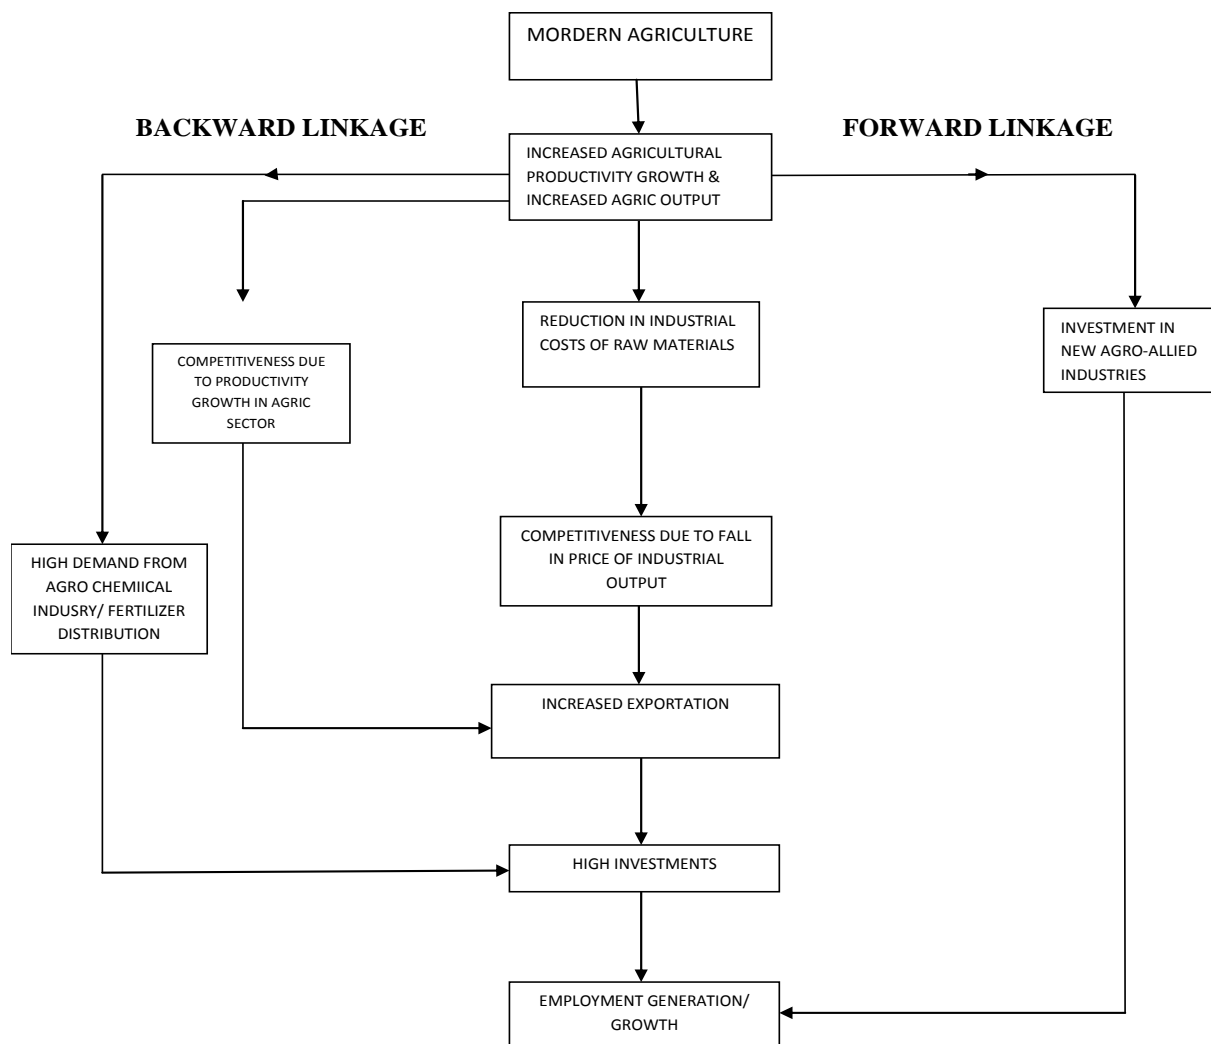 MORDERN AGRICULTURE
BACKWARD LINKAGE
FORWARD LINKAGE
INCREASED AGRICULTURAL
PRODUCTIVITY GROWTH &
INCREASED AGRIC OUTPUT
REDUCTION IN INDUSTRIAL
COSTS OF RAW MATERIALS
INVESTMENT IN
NEW AGRO-ALLIED
INDUSTRIES
COMPETITIVENESS DUE
TO PRODUCTIVITY
GROWTH IN AGRIC
SECTOR
COMPETITIVENESS DUE TO FALL
IN PRICE OF INDUSTRIAL
OUTPUT
HIGH DEMAND FROM
AGRO CHEMIICAL
INDUSRY/ FERTILIZER
DISTRIBUTION
INCREASED EXPORTATION
HIGH INVESTMENTS
EMPLOYMENT GENERATION/
GROWTH